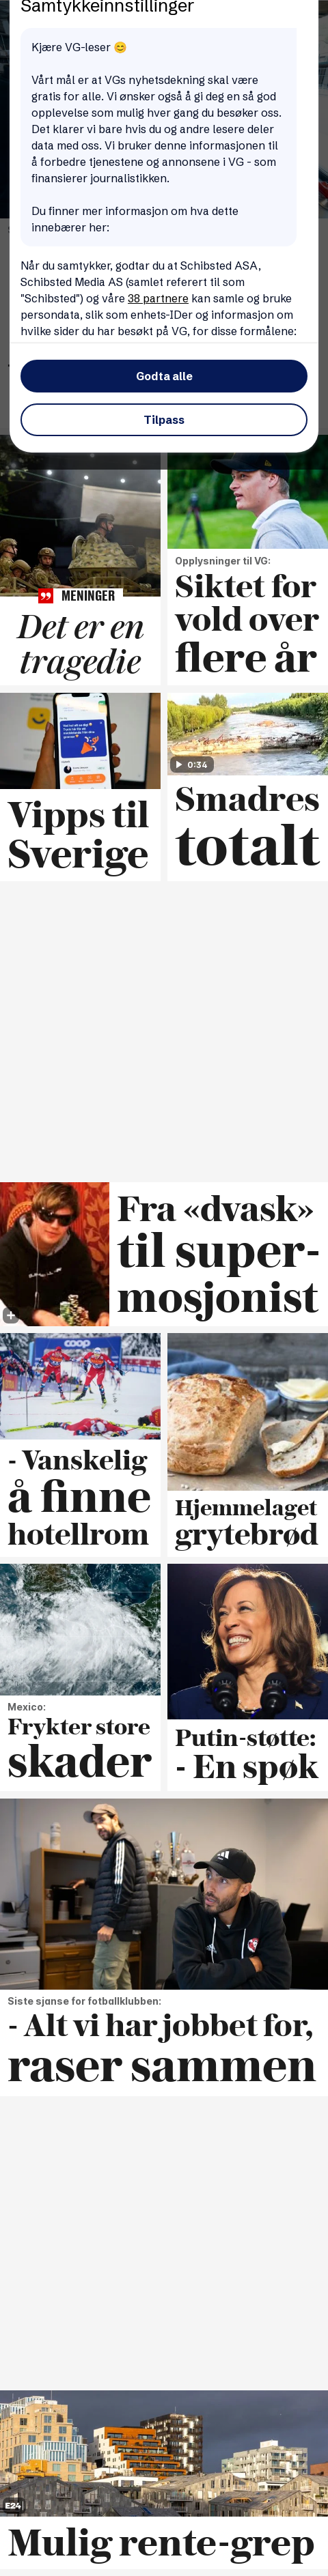 Samtykkeinnstillinger
Kjære VG-leser 😊
Vårt mål er at VGs nyhetsdekning skal være
gratis for alle. Vi ønsker også å gi deg en så god
opplevelse som mulig hver gang du besøker oss.
Det klarer vi bare hvis du og andre lesere deler
data med oss. Vi bruker denne informasjonen til
å forbedre tjenestene og annonsene i VG - som
finansierer journalistikken.
Du finner mer informasjon om hva dette
innebærer her:
Når du samtykker, godtar du at Schibsted ASA,
Schibsted Media AS (samlet referert til som
"Schibsted") og våre 38 partnere kan samle og bruke
persondata, slik som enhets-IDer og informasjon om
hvilke sider du har besøkt på VG, for disse formålene:
Godta alle
Tilpass
MENINGER
Det er en
tragedie
Opplysninger til VG:
Siktet for
vold over
flere år
Vipps til
Sverige
0:34
Smadres
totalt
Fra «dvask»
til super-
mosjonist
coop
- Vanskelig
å finne
hotellrom
Hjemmelaget
grytebrød
Mexico:
Frykter store
skader
Putin-støtte:
- En spøk
Siste sjanse for fotballklubben:
- Alt vi har jobbet for,
raser sammen
E24
Mulig rente-grep